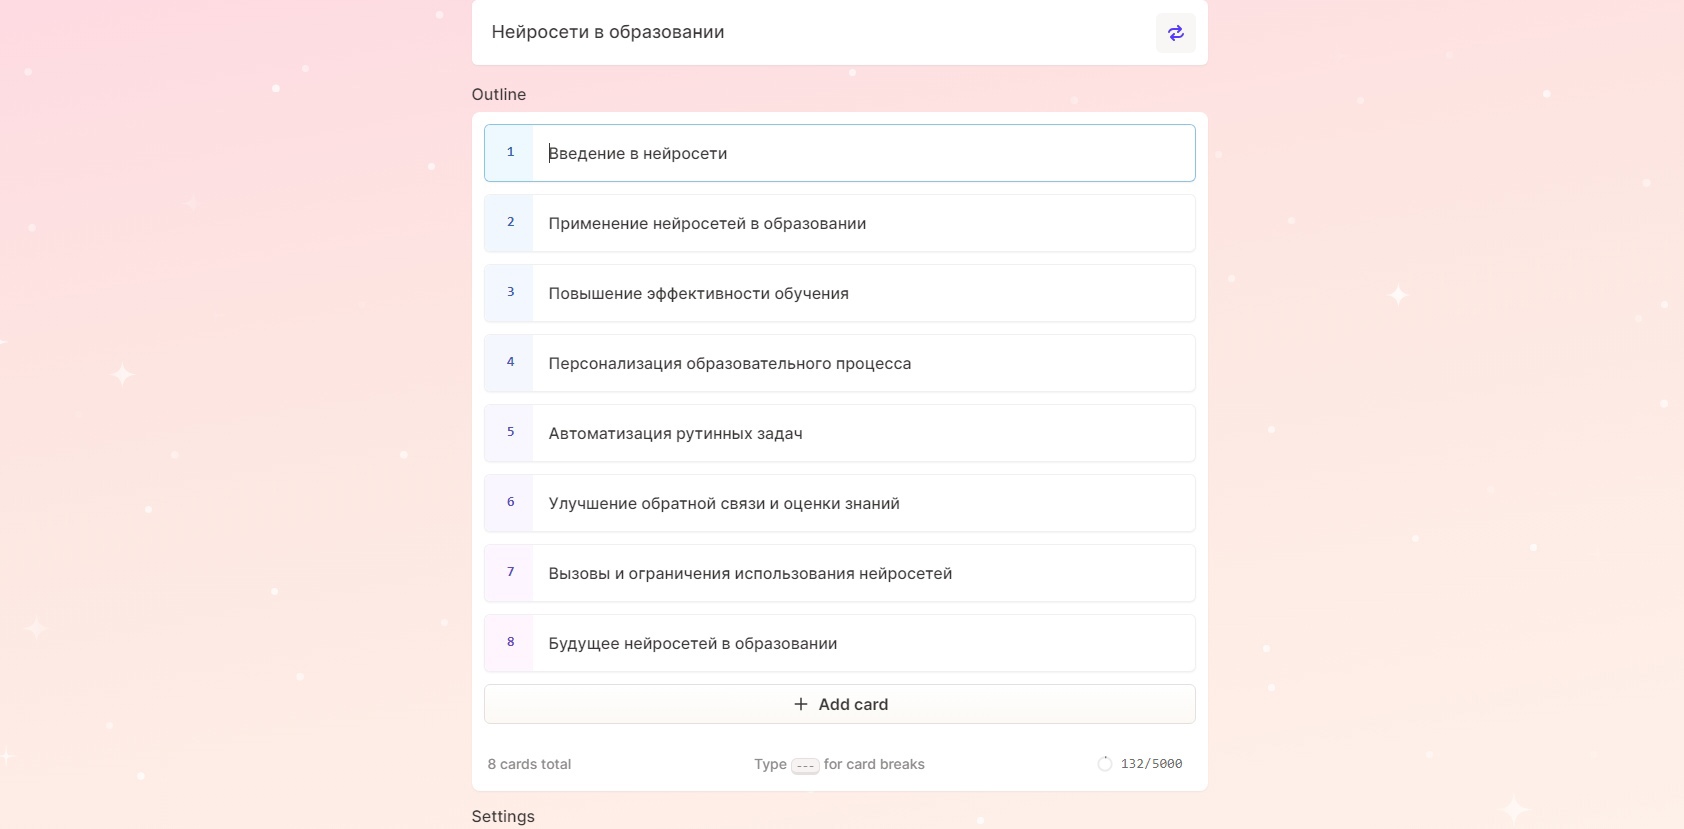 Нейросети в образовании
Outline
1 Введение в нейросети
2 Применение нейросетей в образовании
3 Повышение эффективности обучения
4 Персонализация образовательного процесса
5 Автоматизация рутинных задач
6 Улучшение обратной связи и оценки знаний
7 Вызовы и ограничения использования нейросетей
8 Будущее нейросетей в образовании
+ Add card
8 cards total Type --- for card breaks 132/5000
Settings